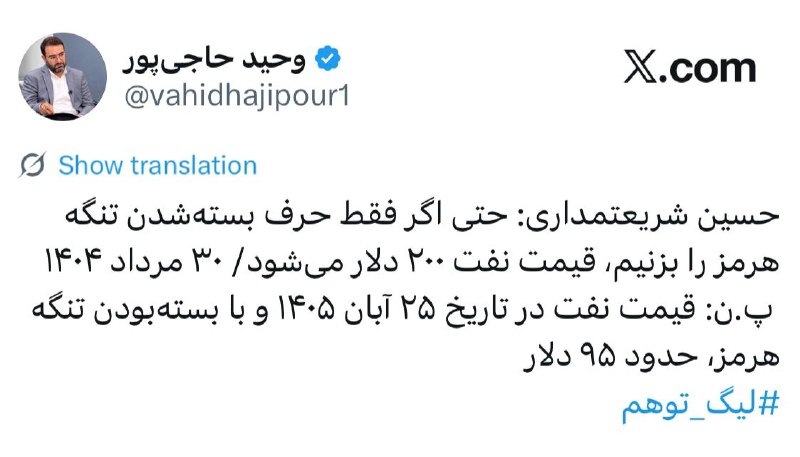 وحید حاجی‌پور
@vahidhajipour1
X.com
Show translation
حسین شریعتمداری: حتی اگر فقط حرف بسته‌شدن تنگه
هرمز را بزنیم، قیمت نفت ۲۰۰ دلار می‌شود/ ۳۰ مرداد ۱۴۰۴
پ.ن: قیمت نفت در تاریخ ۲۵ آبان ۱۴۰۵ و با بسته‌بودن تنگه
هرمز، حدود ۹۵ دلار
#لیگ_توهم